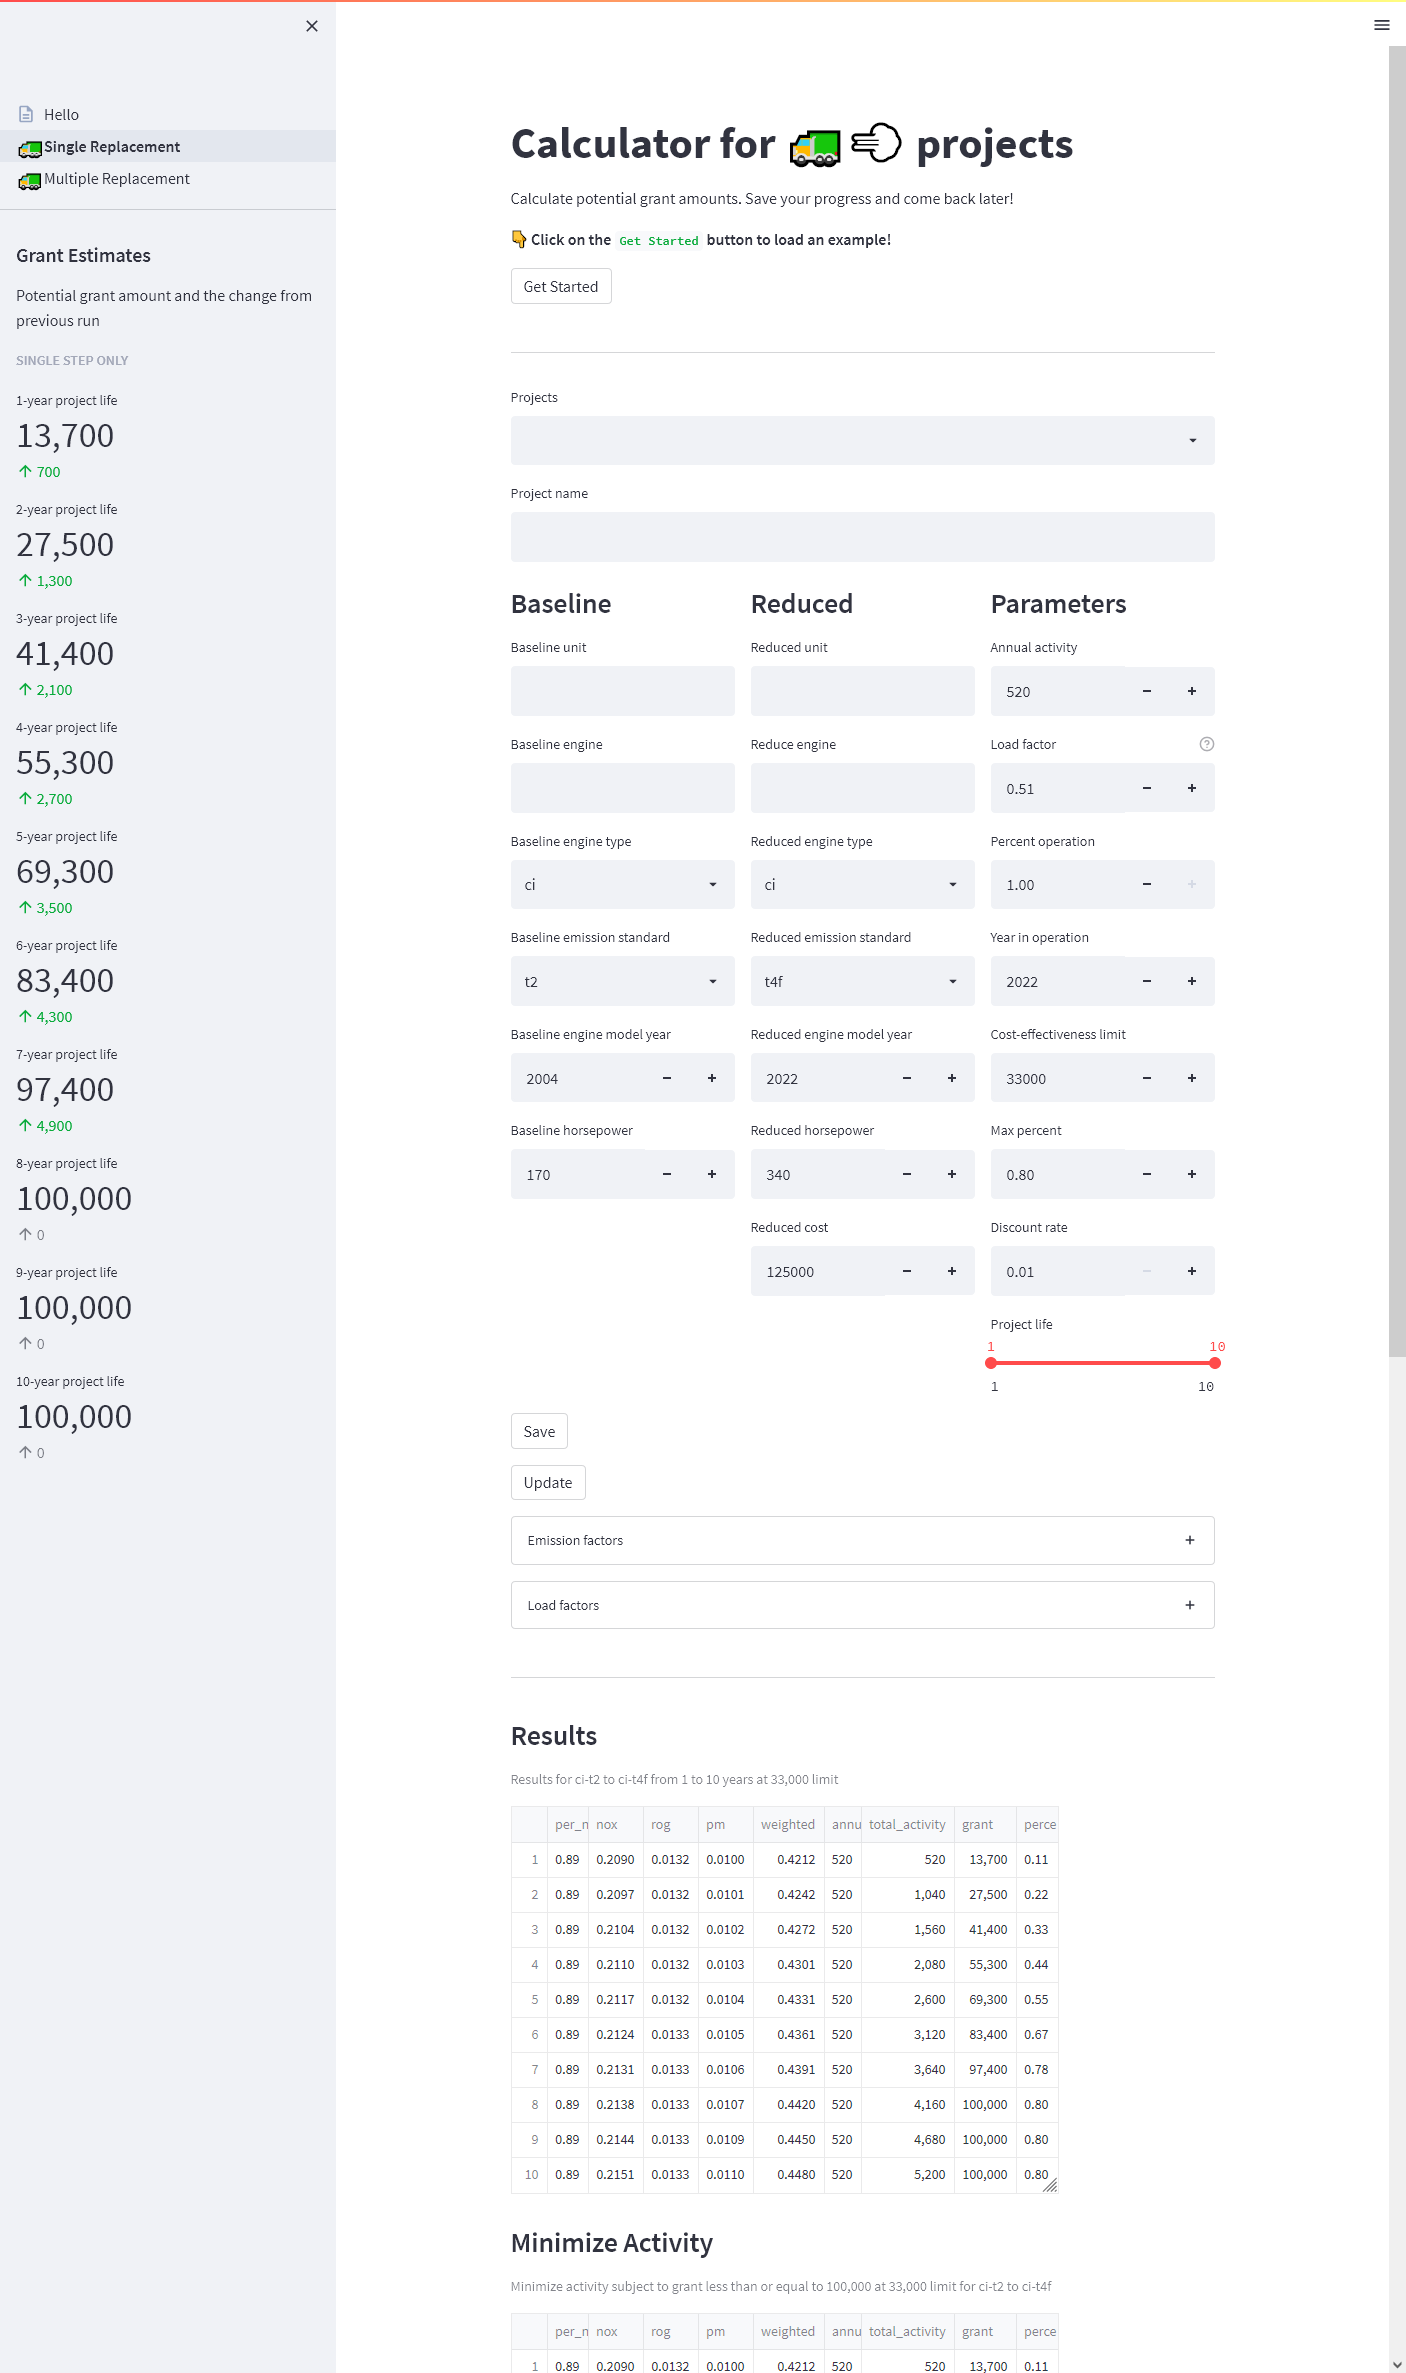 Hello
Single Replacement
Multiple Replacement
Grant Estimates
Potential grant amount and the change from
previous run
SINGLE STEP ONLY
1-year project life
13,700
700
2-year project life
27,500
1,300
3-year project life
41,400
2,100
4-year project life
55,300
2,700
5-year project life
69,300
3,500
6-year project life
83,400
4,300
7-year project life
97,400
4,900
8-year project life
100,000
0
9-year project life
100,000
0
10-year project life
100,000
0
Calculator for projects
Calculate potential grant amounts. Save your progress and come back later!
Click on the Get Started button to load an example!
Get Started
Projects
Project name
Baseline Reduced Parameters
Baseline unit Reduced unit Annual activity
520
Baseline engine Reduce engine Load factor
0.51
Baseline engine type Reduced engine type Percent operation
ci ci 1.00
Baseline emission standard Reduced emission standard Year in operation
t2 t4f 2022
Baseline engine model year Reduced engine model year Cost-effectiveness limit
2004 2022 33000
Baseline horsepower Reduced horsepower Max percent
170 340 0.80
Reduced cost Discount rate
125000 0.01
Project life
1 10
1 10
Save
Update
Emission factors
Load factors
Results
Results for ci-t2 to ci-t4f from 1 to 10 years at 33,000 limit
per_n nox rog pm weighted annu total_activity grant perce
1 0.89 0.2090 0.0132 0.0100 0.4212 520 520 13,700 0.11
2 0.89 0.2097 0.0132 0.0101 0.4242 520 1,040 27,500 0.22
3 0.89 0.2104 0.0132 0.0102 0.4272 520 1,560 41,400 0.33
4 0.89 0.2110 0.0132 0.0103 0.4301 520 2,080 55,300 0.44
5 0.89 0.2117 0.0132 0.0104 0.4331 520 2,600 69,300 0.55
6 0.89 0.2124 0.0133 0.0105 0.4361 520 3,120 83,400 0.67
7 0.89 0.2131 0.0133 0.0106 0.4391 520 3,640 97,400 0.78
8 0.89 0.2138 0.0133 0.0107 0.4420 520 4,160 100,000 0.80
9 0.89 0.2144 0.0133 0.0109 0.4450 520 4,680 100,000 0.80
10 0.89 0.2151 0.0133 0.0110 0.4480 520 5,200 100,000 0.80
Minimize Activity
Minimize activity subject to grant less than or equal to 100,000 at 33,000 limit for ci-t2 to ci-t4f
per_n nox rog pm weighted annu total_activity grant perce
1 0.89 0.2090 0.0132 0.0100 0.4212 520 520 13,700 0.11